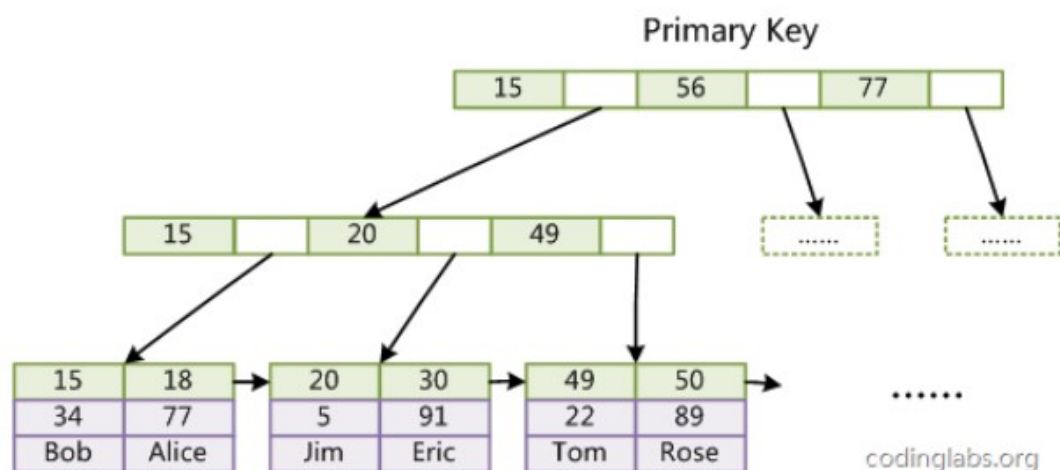 Primary Key
15 56 77
15 20 49
...... ......
15 18 20 30 49 50
34 77 5 91 22 89 ......
Bob Alice Jim Eric Tom Rose
codinglabs.org